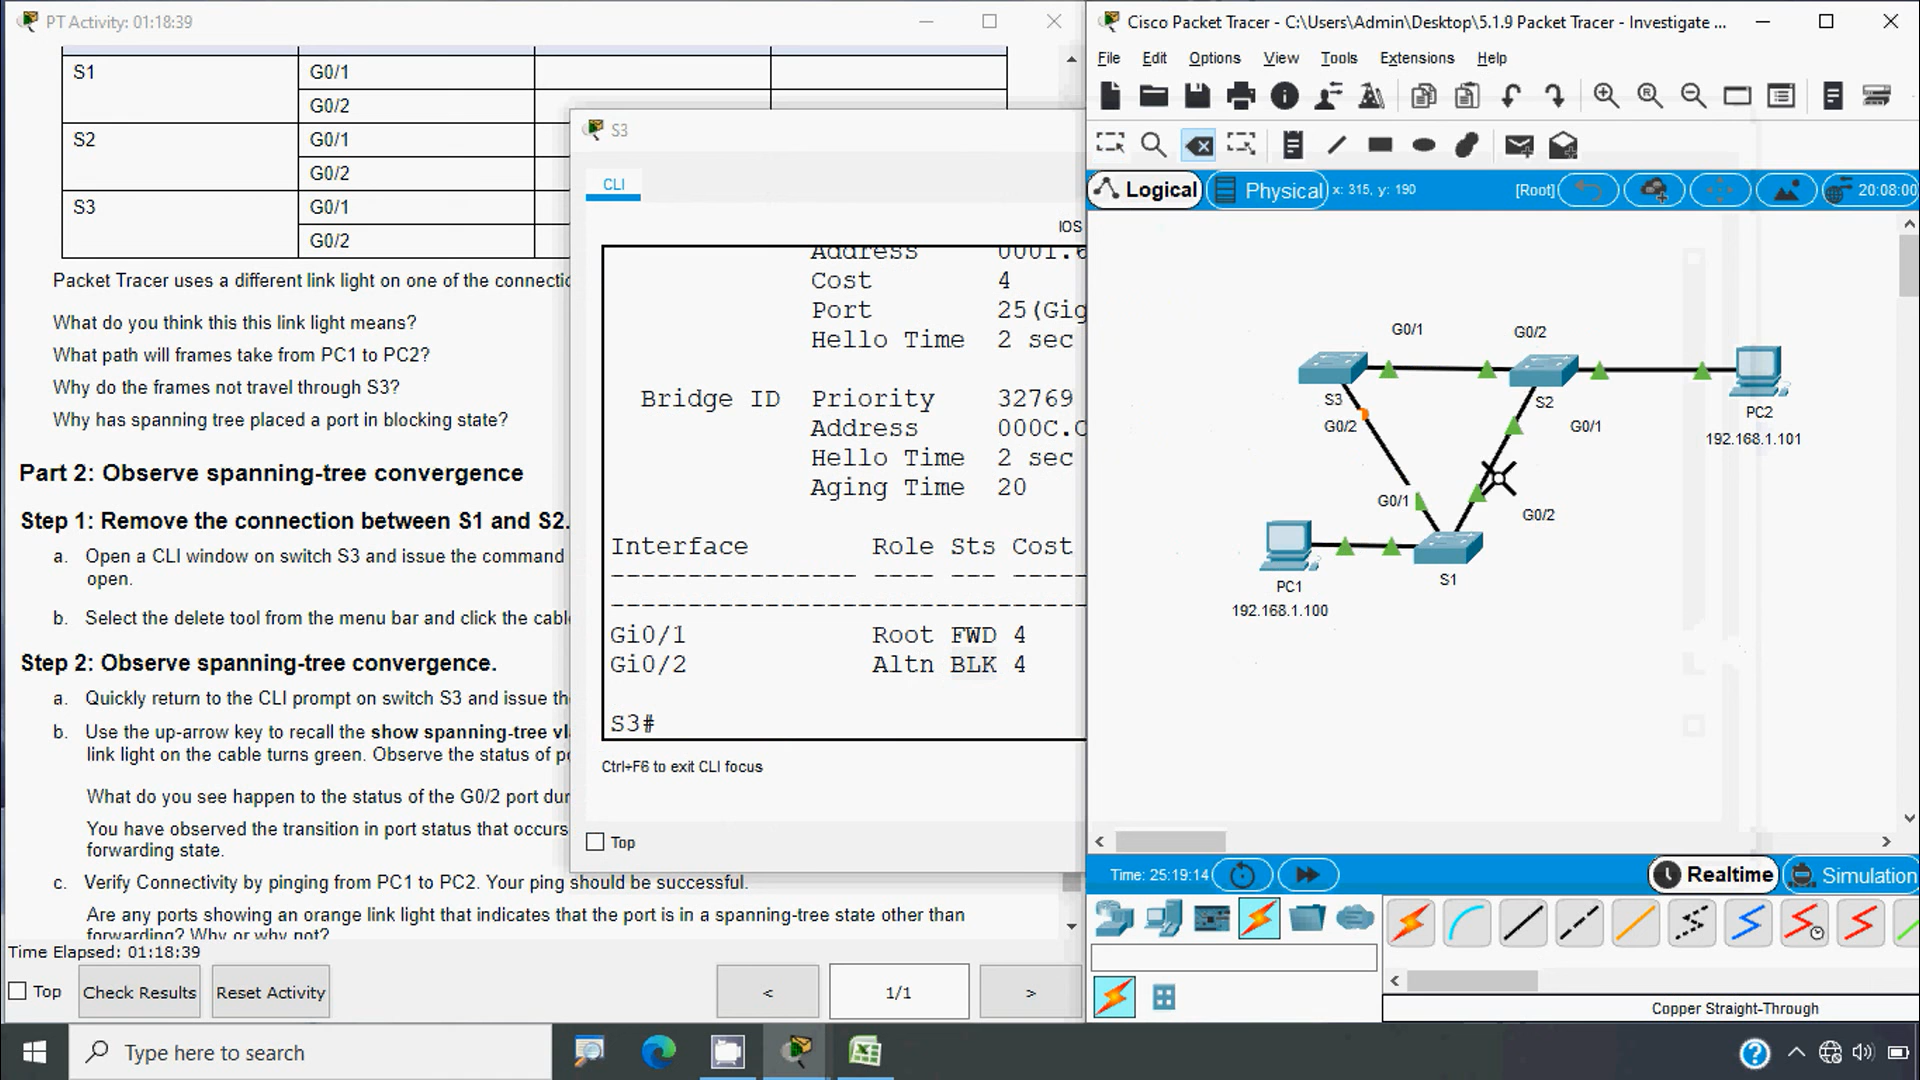 PT Activity: 01:18:39
S1
G0/1
G0/2
S2
G0/1
G0/2
S3
G0/1
G0/2
Packet Tracer uses a different link light on one of the connectio
What do you think this this link light means?
What path will frames take from PC1 to PC2?
Why do the frames not travel through S3?
Why has spanning tree placed a port in blocking state?
Part 2: Observe spanning-tree convergence
Step 1: Remove the connection between S1 and S2.
a. Open a CLI window on switch S3 and issue the command
open.
b. Select the delete tool from the menu bar and click the cabl
Step 2: Observe spanning-tree convergence.
a. Quickly return to the CLI prompt on switch S3 and issue th
b. Use the up-arrow key to recall the show spanning-tree vl
link light on the cable turns green. Observe the status of p
What do you see happen to the status of the G0/2 port du
You have observed the transition in port status that occurs
forwarding state.
c. Verify Connectivity by pinging from PC1 to PC2. Your ping should be successful.
Are any ports showing an orange link light that indicates that the port is in a spanning-tree state other than
forwarding? Why or why not?
Time Elapsed: 01:18:39
Top
Check Results
Reset Activity
<
1/1
>
S3
CLI
IOS
Address 0001.6
Cost 4
Port 25(Gig
Hello Time 2 sec
Bridge ID Priority 32769
Address 000C.C
Hello Time 2 sec
Aging Time 20
Interface Role Sts Cost
---------------- ---- --- -----
-------------------------------
Gi0/1 Root FWD 4
Gi0/2 Altn BLK 4
S3#
Ctrl+F6 to exit CLI focus
Top
Cisco Packet Tracer - C:\Users\Admin\Desktop\5.1.9 Packet Tracer - Investigate ...
File Edit Options View Tools Extensions Help
Logical
Physical
x: 315, y: 190
[Root]
20:08:00
G0/1
G0/2
S3
G0/2
S2
G0/1
PC2
192.168.1.101
G0/1
G0/2
PC1
192.168.1.100
S1
Time: 25:19:14
Realtime
Simulation
Copper Straight-Through
Type here to search